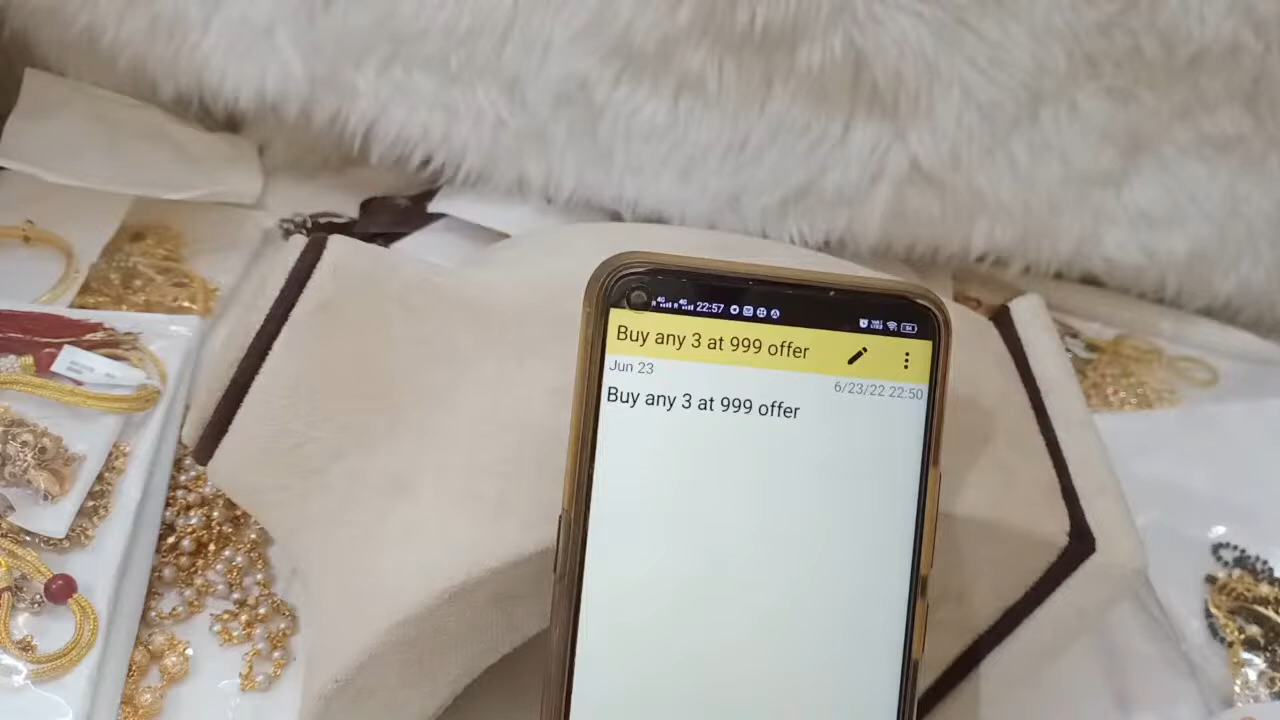 22:57
Buy any 3 at 999 offer
Jun 23
6/23/22 22:50
Buy any 3 at 999 offer